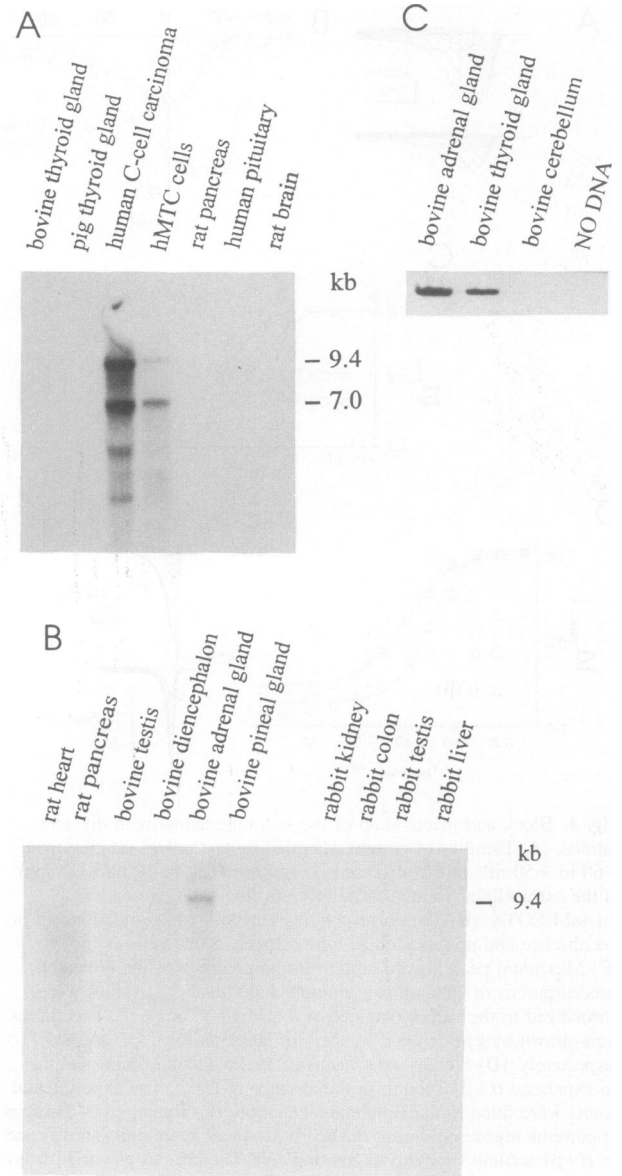 A
bovine thyroid gland
pig thyroid gland
human C-cell carcinoma
hMTC cells
rat pancreas
human pituitary
rat brain
kb
9.4
7.0
C
bovine adrenal gland
bovine thyroid gland
bovine cerebellum
NO DNA
B
rat heart
rat pancreas
bovine testis
bovine diencephalon
bovine adrenal gland
bovine pineal gland
rabbit kidney
rabbit colon
rabbit testis
rabbit liver
kb
9.4